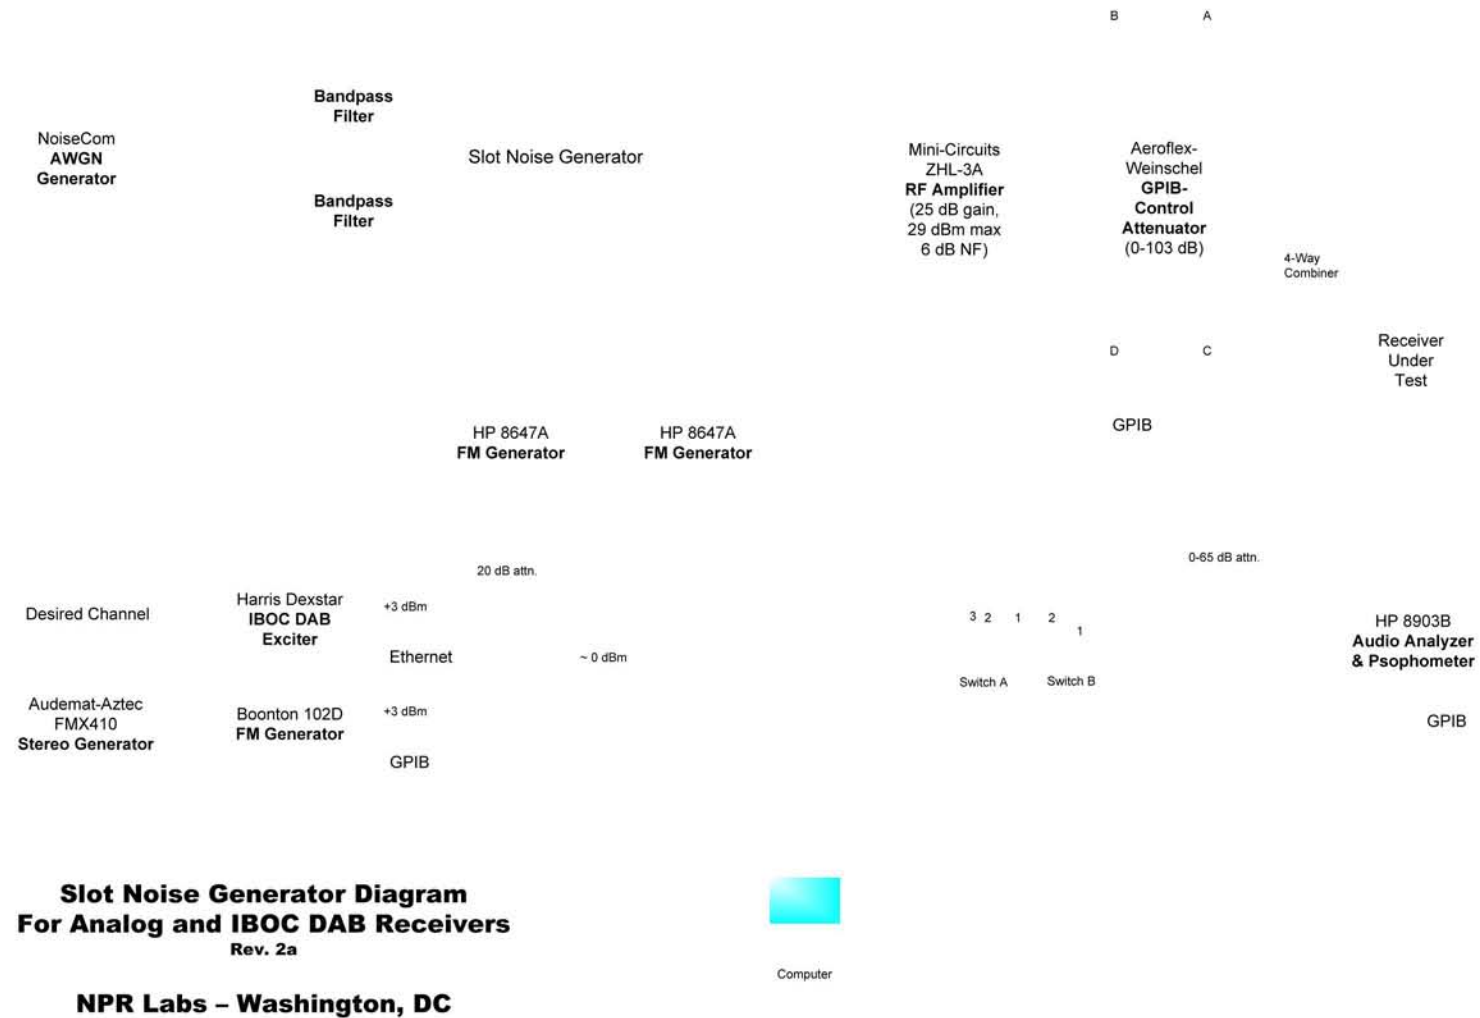 B
A
Bandpass
Filter
NoiseCom
AWGN
Generator
Slot Noise Generator
Bandpass
Filter
Mini-Circuits
ZHL-3A
RF Amplifier
(25 dB gain,
29 dBm max
6 dB NF)
Aeroflex-
Weinschel
GPIB-
Control
Attenuator
(0-103 dB)
4-Way
Combiner
D
C
Receiver
Under
Test
GPIB
HP 8647A
FM Generator
HP 8647A
FM Generator
20 dB attn.
0-65 dB attn.
Desired Channel
Harris Dexstar
IBOC DAB
Exciter
+3 dBm
Ethernet
~ 0 dBm
3 2 1 2
1
Switch A
Switch B
HP 8903B
Audio Analyzer
& Psophometer
GPIB
Audemat-Aztec
FMX410
Stereo Generator
Boonton 102D
FM Generator
+3 dBm
GPIB
Slot Noise Generator Diagram
For Analog and IBOC DAB Receivers
Rev. 2a
NPR Labs – Washington, DC
Computer